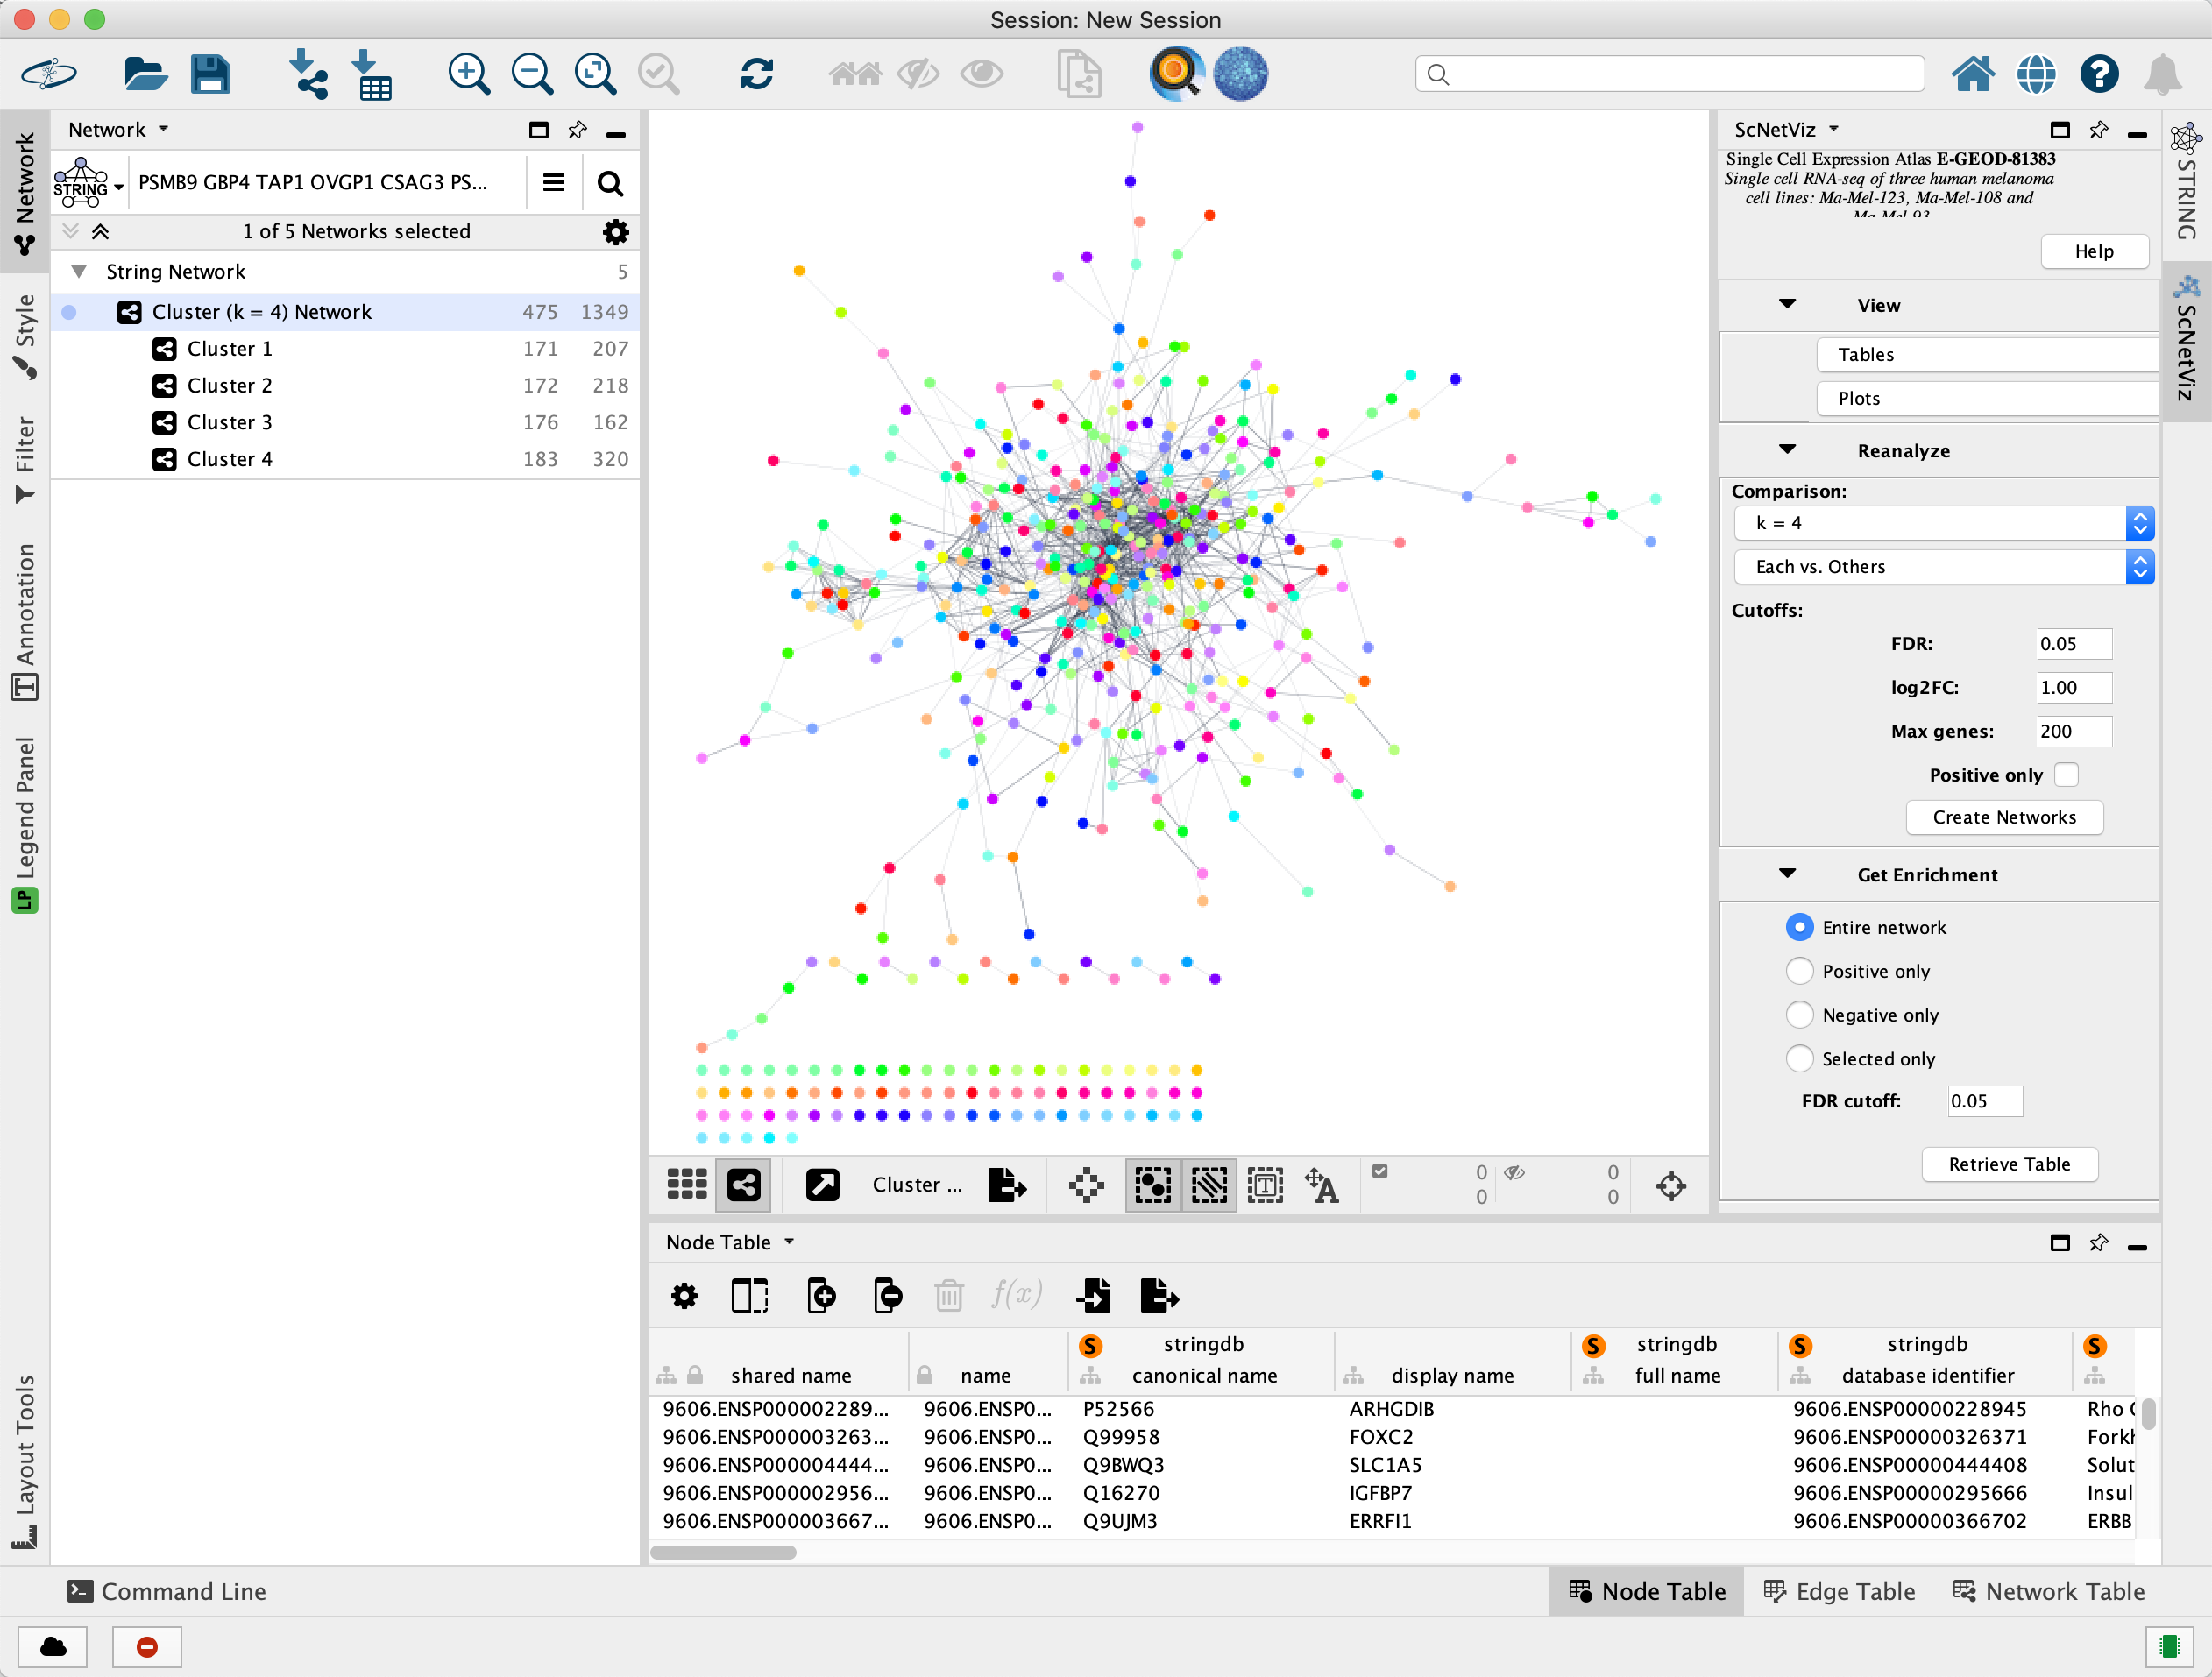 Session: New Session
Network
STRING
PSMB9 GBP4 TAP1 OVGP1 CSAG3 PS...
1 of 5 Networks selected
String Network 5
Cluster (k = 4) Network 475 1349
Cluster 1 171 207
Cluster 2 172 218
Cluster 3 176 162
Cluster 4 183 320
Network
Style
Filter
Annotation
Legend Panel
LP
Layout Tools
ScNetViz
Single Cell Expression Atlas E-GEOD-81383
Single cell RNA-seq of three human melanoma
cell lines: Ma-Mel-123, Ma-Mel-108 and
Ma-Mel-93
Help
View
Tables
Plots
Reanalyze
Comparison:
k = 4
Each vs. Others
Cutoffs:
FDR: 0.05
log2FC: 1.00
Max genes: 200
Positive only
Create Networks
Get Enrichment
Entire network
Positive only
Negative only
Selected only
FDR cutoff: 0.05
Retrieve Table
STRING
ScNetViz
Cluster ...
T
A
0 0
0 0
Node Table
f(x)
S stringdb S stringdb S stringdb S
shared name name canonical name display name full name database identifier
9606.ENSP000002289... 9606.ENSP0... P52566 ARHGDIB 9606.ENSP00000228945 Rho
9606.ENSP000003263... 9606.ENSP0... Q99958 FOXC2 9606.ENSP00000326371 Forkh
9606.ENSP000004444... 9606.ENSP0... Q9BWQ3 SLC1A5 9606.ENSP00000444408 Solut
9606.ENSP000002956... 9606.ENSP0... Q16270 IGFBP7 9606.ENSP00000295666 Insul
9606.ENSP000003667... 9606.ENSP0... Q9UJM3 ERRFI1 9606.ENSP00000366702 ERBB
Command Line
Node Table
Edge Table
Network Table